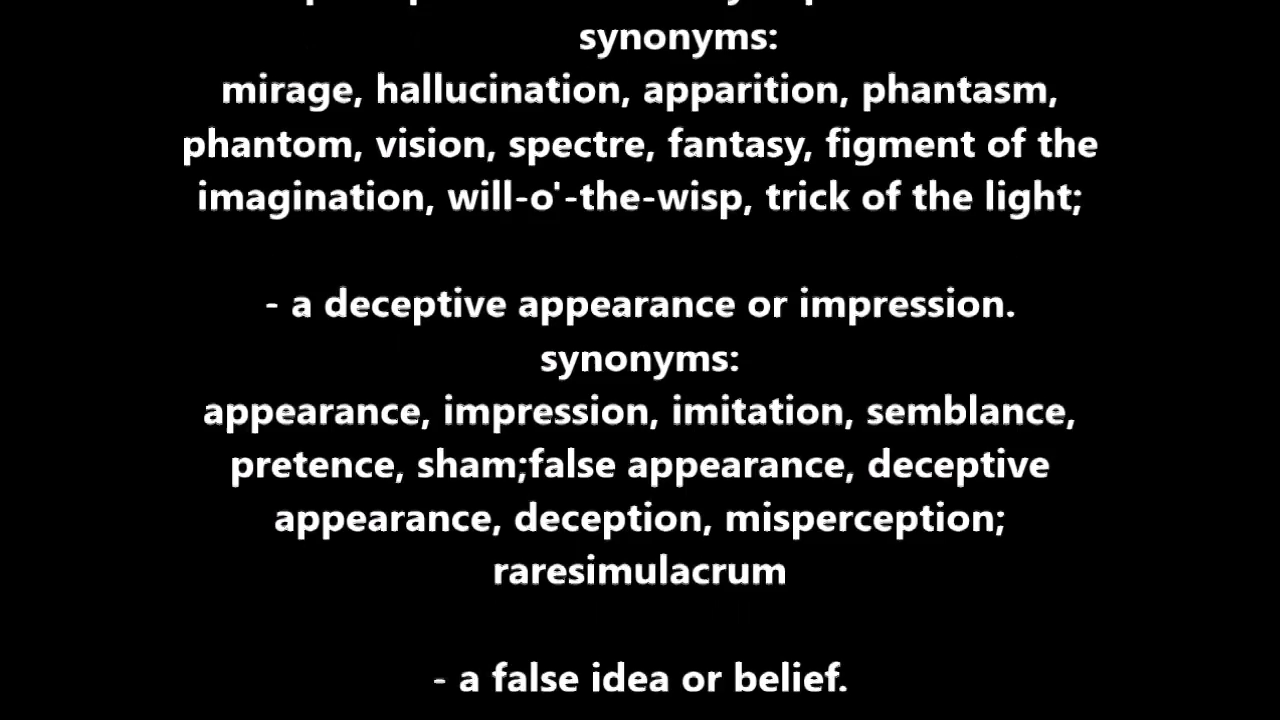 synonyms:
mirage, hallucination, apparition, phantasm,
phantom, vision, spectre, fantasy, figment of the
imagination, will-o'-the-wisp, trick of the light;
- a deceptive appearance or impression.
synonyms:
appearance, impression, imitation, semblance,
pretence, sham;false appearance, deceptive
appearance, deception, misperception;
raresimulacrum
- a false idea or belief.